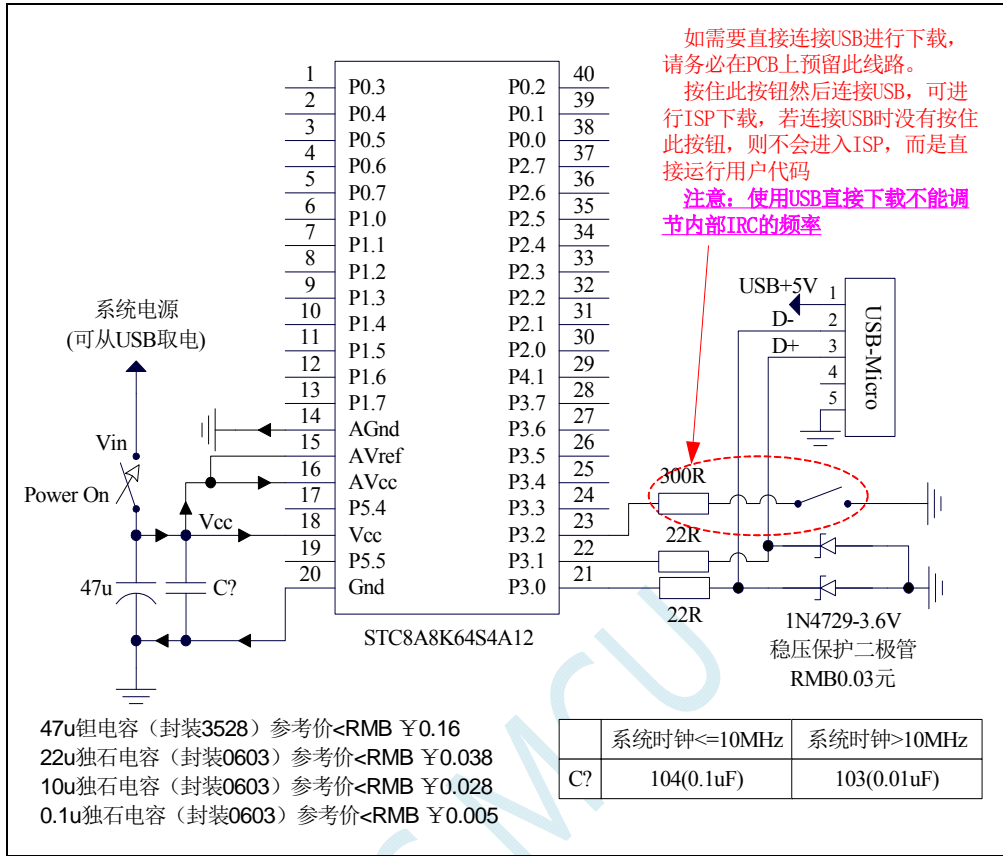 如需要直接连接USB进行下载，
请务必在PCB上预留此线路。
按住此按钮然后连接USB，可进
行ISP下载，若连接USB时没有按住
此按钮，则不会进入ISP，而是直
接运行用户代码
注意：使用USB直接下载不能调
节内部IRC的频率
1 P0.3 P0.2 40
2 P0.4 P0.1 39
3 P0.5 P0.0 38
4 P0.6 P2.7 37
5 P0.7 P2.6 36
6 P1.0 P2.5 35
7 P1.1 P2.4 34
8 P1.2 P2.3 33
9 P1.3 P2.2 32
10 P1.4 P2.1 31
11 P1.5 P2.0 30
12 P1.6 P4.1 29
13 P1.7 P3.7 28
14 AGnd P3.6 27
15 AVref P3.5 26
16 AVcc P3.4 25
17 P5.4 P3.3 24
18 Vcc P3.2 23
19 P5.5 P3.1 22
20 Gnd P3.0 21
STC8A8K64S4A12
系统电源
(可从USB取电)
Vin
Power On
Vcc
47u
C?
USB+5V 1
D- 2
D+ 3
4
5
USB-Micro
300R
22R
22R
1N4729-3.6V
稳压保护二极管
RMB0.03元
47u钽电容（封装3528）参考价<RMB ￥0.16
22u独石电容（封装0603）参考价<RMB ￥0.038
10u独石电容（封装0603）参考价<RMB ￥0.028
0.1u独石电容（封装0603）参考价<RMB ￥0.005
系统时钟<=10MHz 系统时钟>10MHz
C? 104(0.1uF) 103(0.01uF)
MCU